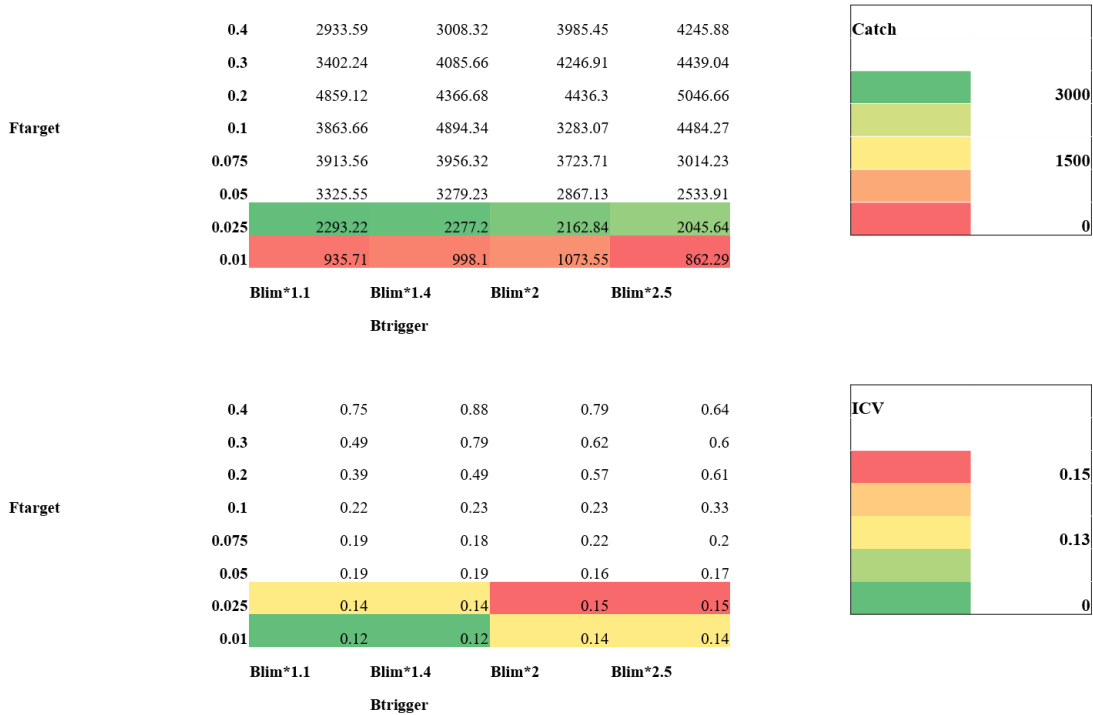 0.4 2933.59 3008.32 3985.45 4245.88
0.3 3402.24 4085.66 4246.91 4439.04
0.2 4859.12 4366.68 4436.3 5046.66
Ftarget 0.1 3863.66 4894.34 3283.07 4484.27
0.075 3913.56 3956.32 3723.71 3014.23
0.05 3325.55 3279.23 2867.13 2533.91
0.025 2293.22 2277.2 2162.84 2045.64
0.01 935.71 998.1 1073.55 862.29
Blim*1.1 Blim*1.4 Blim*2 Blim*2.5
Btrigger
Catch
3000
1500
0
0.4 0.75 0.88 0.79 0.64
0.3 0.49 0.79 0.62 0.6
0.2 0.39 0.49 0.57 0.61
Ftarget 0.1 0.22 0.23 0.23 0.33
0.075 0.19 0.18 0.22 0.2
0.05 0.19 0.19 0.16 0.17
0.025 0.14 0.14 0.15 0.15
0.01 0.12 0.12 0.14 0.14
Blim*1.1 Blim*1.4 Blim*2 Blim*2.5
Btrigger
ICV
0.15
0.13
0